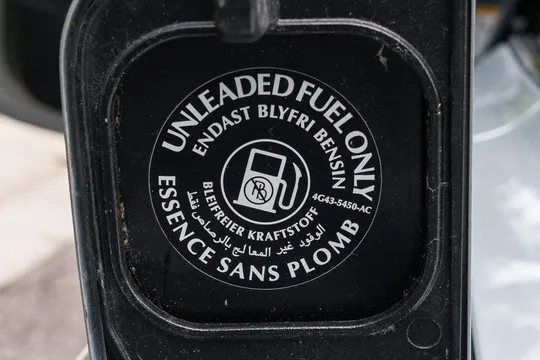 UNLEADED FUEL ONLY
ENDAST BLYFRI BENSIN
4G43-5450-AC
Pb
BLEIFREIER KRAFTSTOFF
الوقود غير المعالج بالرصاص فقط
ESSENCE SANS PLOMB